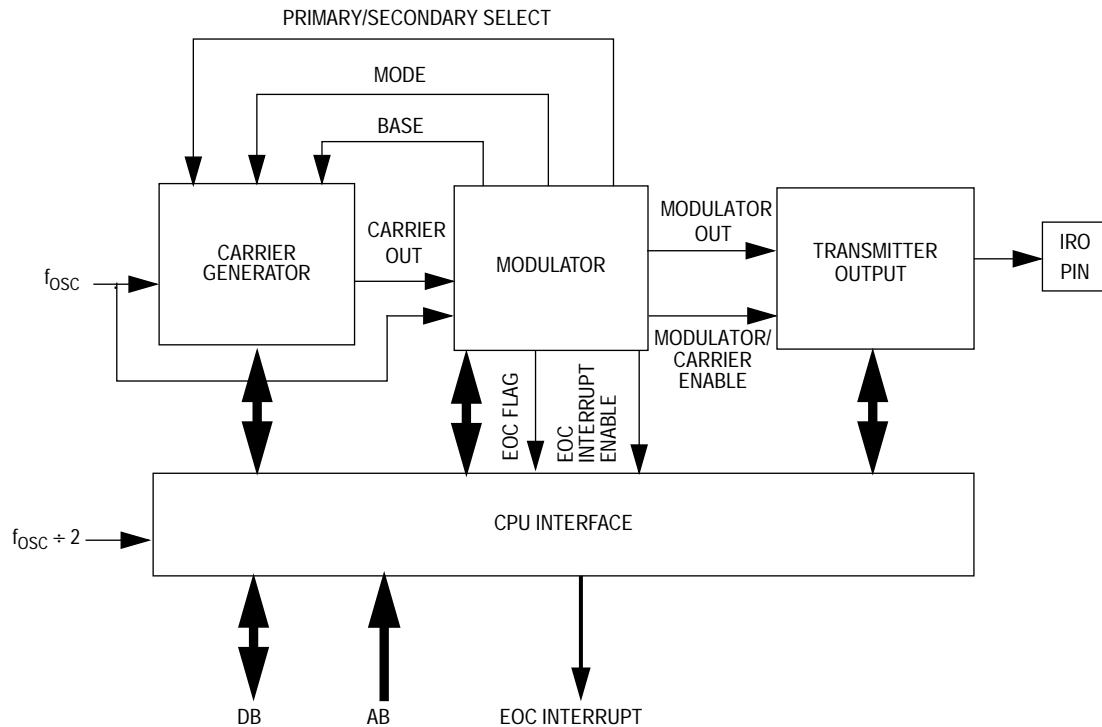 PRIMARY/SECONDARY SELECT
MODE
BASE
CARRIER
GENERATOR
CARRIER
OUT
MODULATOR
MODULATOR
OUT
TRANSMITTER
OUTPUT
IRO
PIN
fOSC
MODULATOR/
CARRIER
ENABLE
EOC FLAG
EOC
INTERRUPT
ENABLE
CPU INTERFACE
fOSC ÷ 2
DB
AB
EOC INTERRUPT